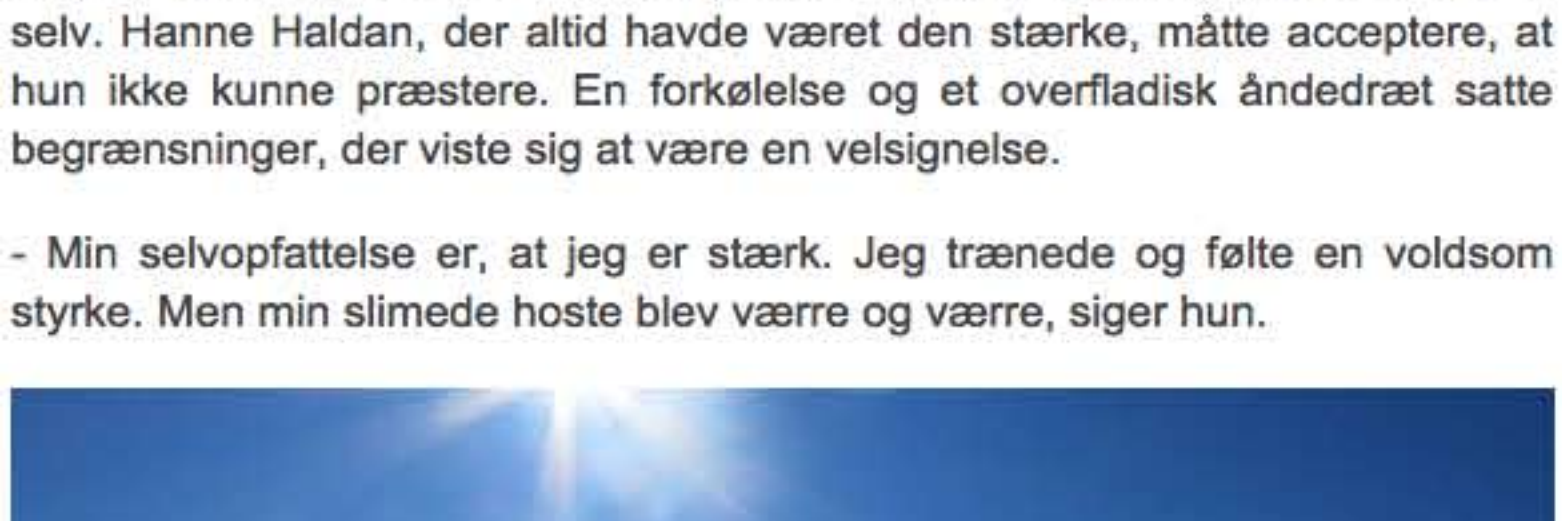 selv. Hanne Haldan, der altid havde været den stærke, måtte acceptere, at
hun ikke kunne præstere. En forkølelse og et overfladisk åndedræt satte
begrænsninger, der viste sig at være en velsignelse.
- Min selvopfattelse er, at jeg er stærk. Jeg trænede og følte en voldsom
styrke. Men min slimede hoste blev værre og værre, siger hun.